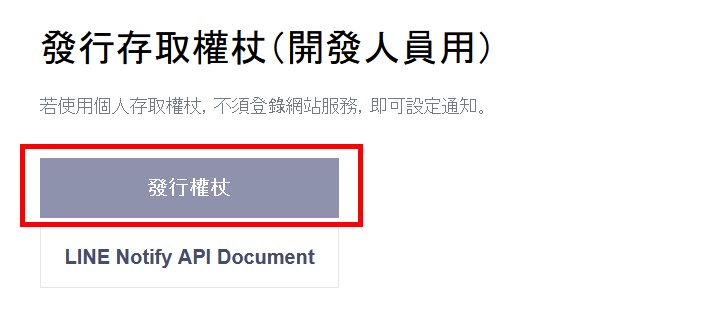 發行存取權杖(開發人員用)
若使用個人存取權杖, 不須登錄網站服務, 即可設定通知。
發行權杖
LINE Notify API Document